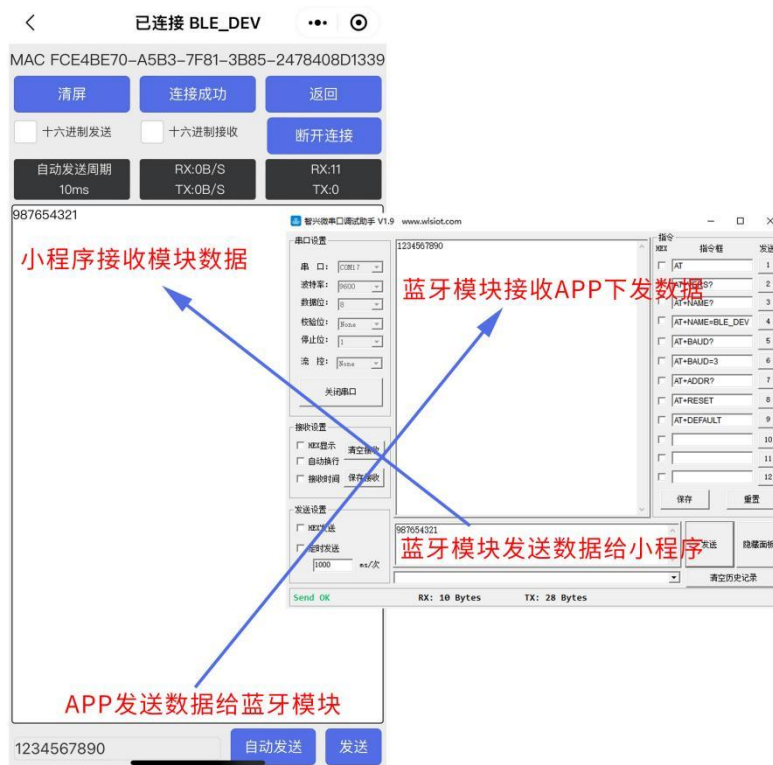 已连接 BLE_DEV
MAC FCE4BE70-A5B3-7F81-3B85-2478408D1339
清屏
连接成功
返回
十六进制发送
十六进制接收
断开连接
自动发送周期
10ms
RX:0B/S
TX:0B/S
RX:11
TX:0
987654321
小程序接收模块数据
APP发送数据给蓝牙模块
1234567890
自动发送
发送
智兴微串口调试助手 V1.9 www.wlsiot.com
串口设置
串 口: COM17
波特率: 9600
数据位: 8
校验位: None
停止位: 1
流 控: None
关闭串口
接收设置
HEX显示
清空接收
自动换行
接收时间
保存接收
发送设置
HEX发送
定时发送
1000 ms/次
1234567890
蓝牙模块接收APP下发数据
987654321
蓝牙模块发送数据给小程序
指令
HEX 指令框 发送
AT 1
2
AT+NAME? 3
AT+NAME=BLE_DEV 4
AT+BAUD? 5
AT+BAUD=3 6
AT+ADDR? 7
AT+RESET 8
AT+DEFAULT 9
10
11
12
保存
重置
发送
隐藏面板
清空历史记录
Send OK
RX: 10 Bytes
TX: 28 Bytes